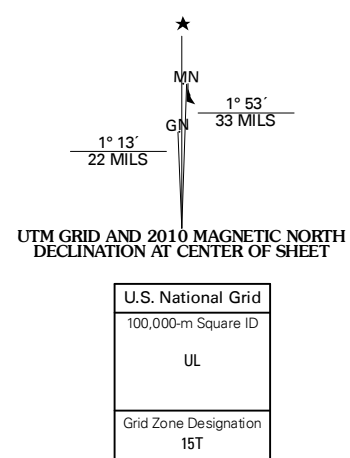 MN
1° 53´
33 MILS
GN
1° 13´
22 MILS
UTM GRID AND 2010 MAGNETIC NORTH
DECLINATION AT CENTER OF SHEET
U.S. National Grid
100,000-m Square ID
UL
Grid Zone Designation
15T